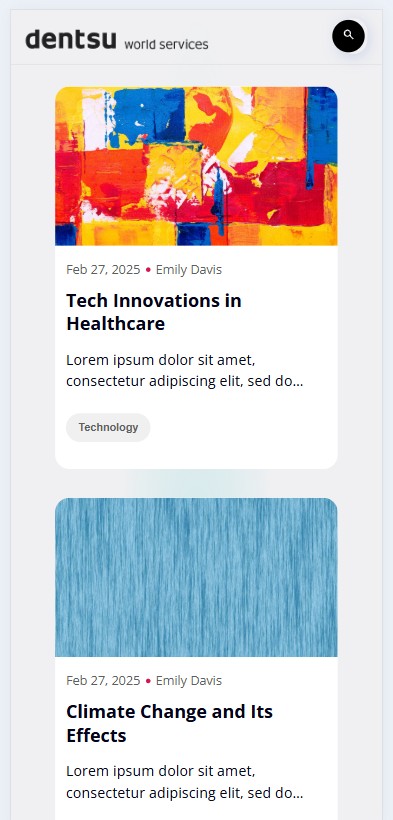 dentsu world services
Feb 27, 2025 • Emily Davis
Tech Innovations in
Healthcare
Lorem ipsum dolor sit amet,
consectetur adipiscing elit, sed do...
Technology
Feb 27, 2025 • Emily Davis
Climate Change and Its
Effects
Lorem ipsum dolor sit amet,
consectetur adipiscing elit, sed do...